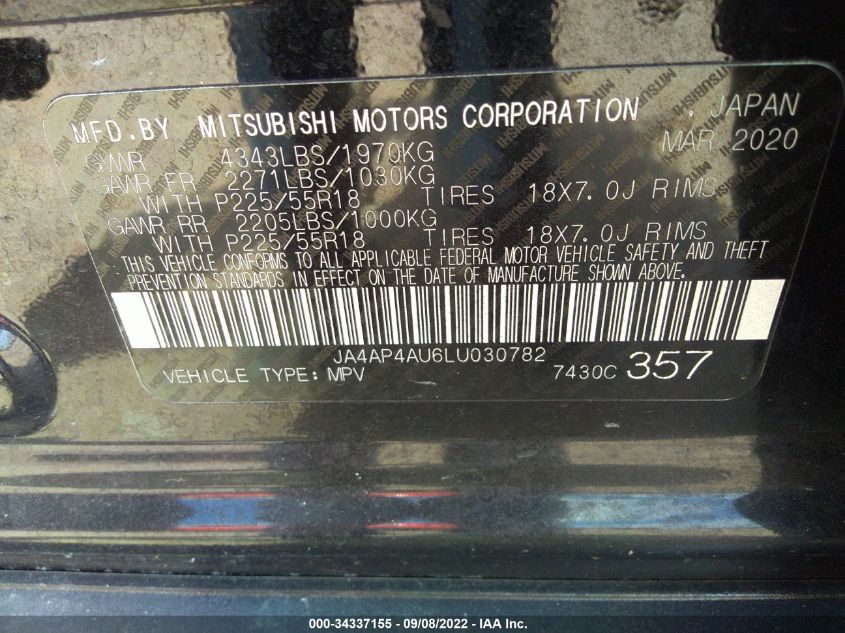 MFD. BY MITSUBISHI MOTORS CORPORATION , JAPAN
MAR 2020
GVWR 4343LBS/1970KG
GAWR FR 2271LBS/1030KG
WITH P225/55R18 TIRES 18X7.0J RIMS
GAWR RR 2205LBS/1000KG
WITH P225/55R18 TIRES 18X7.0J RIMS
THIS VEHICLE CONFORMS TO ALL APPLICABLE FEDERAL MOTOR VEHICLE SAFETY AND THEFT
PREVENTION STANDARDS IN EFFECT ON THE DATE OF MANUFACTURE SHOWN ABOVE.
JA4AP4AU6LU030782
VEHICLE TYPE: MPV 7430C 357
000-34337155 - 09/08/2022 - IAA Inc.